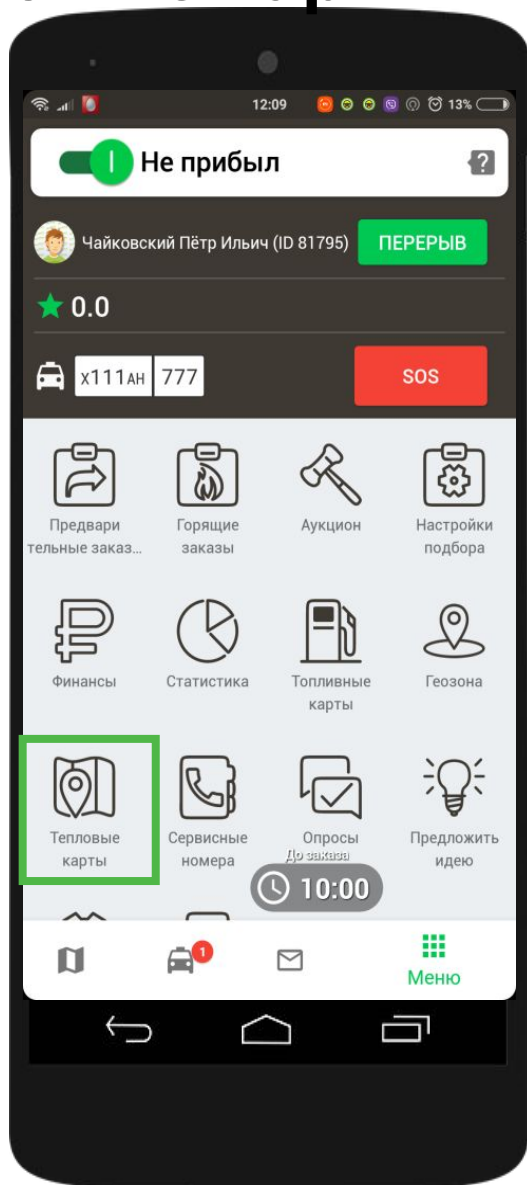 12:09
13%
Не прибыл
?
Чайковский Пётр Ильич (ID 81795)
ПЕРЕРЫВ
0.0
х111АН 777
SOS
Предвари
тельные заказ...
Горящие
заказы
Аукцион
Настройки
подбора
Финансы
Статистика
Топливные
карты
Геозона
Тепловые
карты
Сервисные
номера
Опросы
Предложить
идею
До заказа
10:00
1
Меню